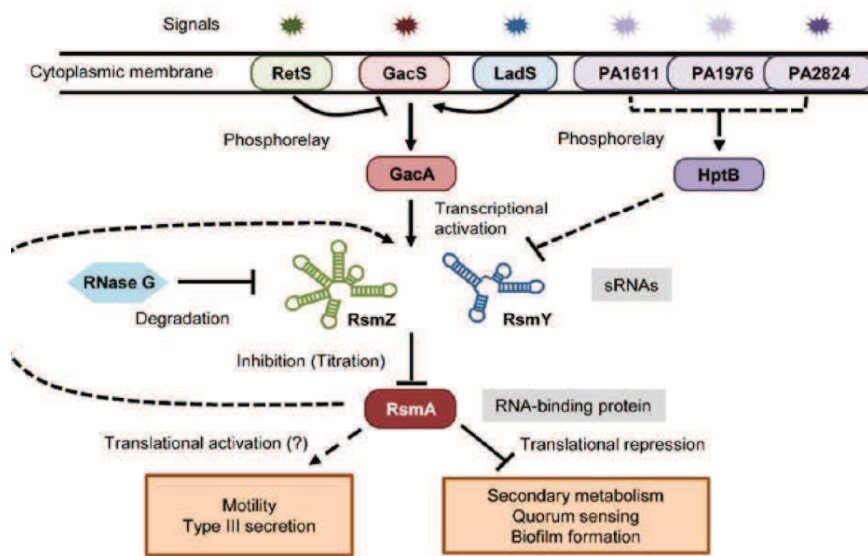 Signals
Cytoplasmic membrane
RetS
GacS
LadS
PA1611
PA1976
PA2824
Phosphorelay
Phosphorelay
GacA
HptB
Transcriptional
activation
RNase G
Degradation
RsmZ
RsmY
sRNAs
Inhibition (Titration)
RsmA
RNA-binding protein
Translational activation (?)
Translational repression
Motility
Type III secretion
Secondary metabolism
Quorum sensing
Biofilm formation